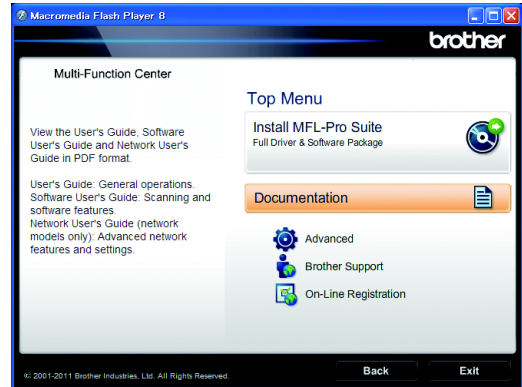 Macromedia Flash Player 8
brother
Multi-Function Center
View the User's Guide, Software
User's Guide and Network User's
Guide in PDF format.
User's Guide: General operations.
Software User's Guide: Scanning and
software features.
Network User's Guide (network
models only): Advanced network
features and settings.
Top Menu
Install MFL-Pro Suite
Full Driver & Software Package
Documentation
Advanced
Brother Support
On-Line Registration
© 2001-2011 Brother Industries, Ltd. All Rights Reserved.
Back
Exit